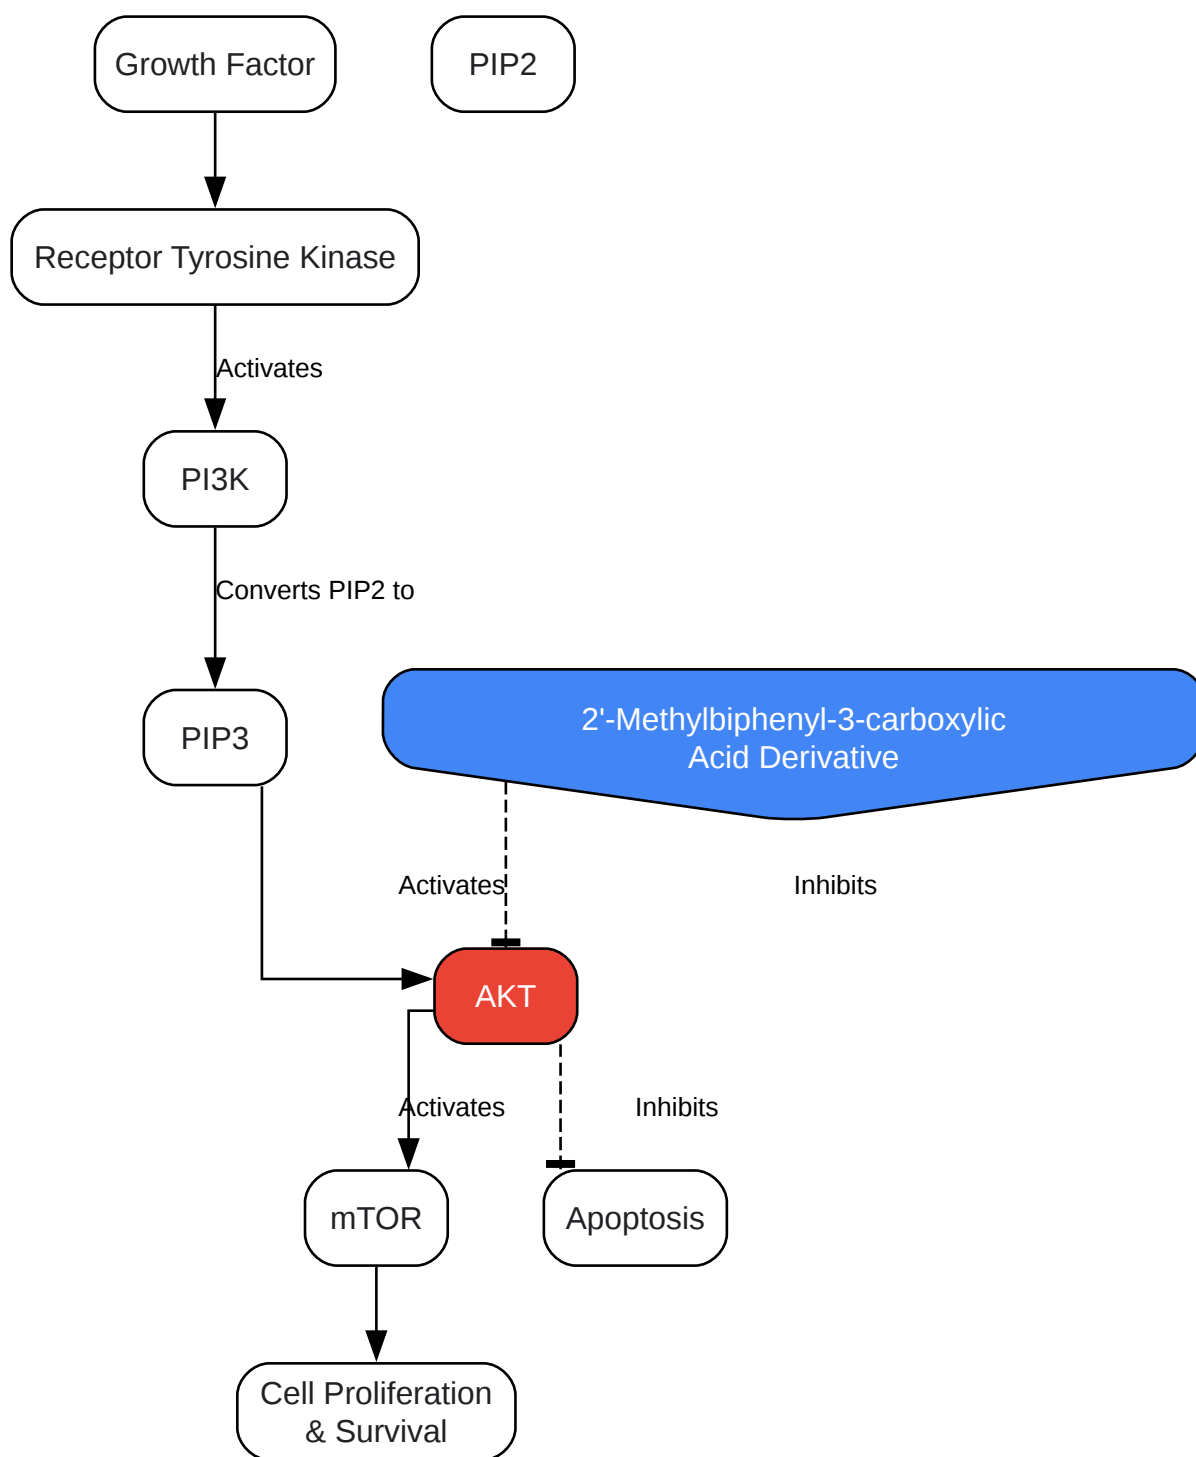 Growth Factor
PIP2
Receptor Tyrosine Kinase
Activates
PI3K
Converts PIP2 to
PIP3
2'-Methylbiphenyl-3-carboxylic
Acid Derivative
Activates
Inhibits
AKT
Activates
Inhibits
mTOR
Apoptosis
Cell Proliferation
& Survival